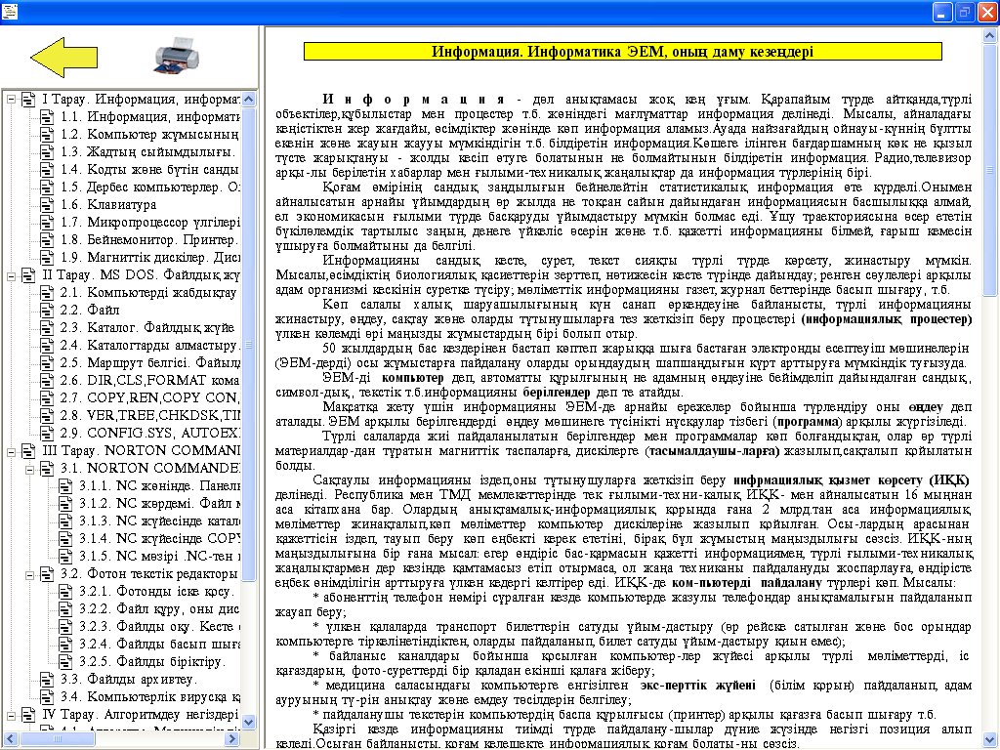 Информация. Информатика ЭЕМ, оның даму кезеңдері
I Тарау. Информация, информат
1.1. Информация, информати
1.2. Компьютер жұмысының
1.3. Жадтың сыйымдылығы.
1.4. Кодты және бүтін санды
1.5. Дербес компьютерлер. О
1.6. Клавиатура
1.7. Микропроцессор үлгілері
1.8. Бейнемонитор. Принтер.
1.9. Магниттік дискілер. Дис
II Тарау. MS DOS. Файлдық жү
2.1. Компьютерді жабдықтау
2.2. Файл
2.3. Каталог. Файлдық жүйе
2.4. Каталогтарды алмастыру.
2.5. Маршрут белгісі. Файыл
2.6. DIR,CLS,FORMAT кома
2.7. COPY,REN,COPY CON,
2.8. VER,TREE,CHKDSK,TI
2.9. CONFIG.SYS, AUTOEX
III Тарау. NORTON COMMANI
3.1. NORTON COMMANDE
3.1.1. NC жөнінде. Панель
3.1.2. NC жәрдемі. Файл м
3.1.3. NC жүйесінде катал
3.1.4. NC жүйесінде COPY
3.1.5. NC мәзірі .NC-тен
3.2. Фотон текстік редакторы
3.2.1. Фотонды іске қосу.
3.2.2. Файл құру, оны дис
3.2.3. Файлды оқу. Кесте
3.2.4. Файлды басып шыға
3.2.5. Файлды біріктіру.
3.3. Файлды архивтеу.
3.4. Компьютерлік вирусқа қ
IV Тарау. Алгоритмдеу негіздері
Информация - дәл анықтамасы жоқ кең ұғым. Қарапайым түрде айтқанда,түрлі
объектілер,құбылыстар мен процестер т.б. жөніндегі мағлұматтар информация делінеді. Мысалы, айналадағы
кеңістіктен жер жағдайы, өсімдіктер жөнінде көп информация аламыз.Ауада найзағайдың ойнауы-күннің бұлтты
екенін және жауын жаууы мүмкіндігін т.б. білдіретін информация.Көшеге ілінген бағдаршамның көк не қызыл
түсте жарықтануы - жолды кесіп өтуге болатынын не болмайтынын білдіретін информация. Радио,телевизор
арқы-лы берілетін хабарлар мен ғылыми-техникалық жаңалықтар да информация түрлерінің бірі.
Қоғам өмірінің сандық заңдылығын бейнелейтін статистикалық информация өте күрделі.Онымен
айналысатын арнайы ұйымдардың әр жылда не тоқсан сайын дайындаған информациясын басшылыққа алмай,
ел экономикасын ғылыми түрде басқаруды ұйымдастыру мүмкін болмас еді. Ұшу траекториясына әсер ететін
бүкіләлемдік тартылыс заңын, денеге үйкеліс әсерін және т.б. қажетті информацияны білмей, ғарыш кемесін
ұшыруға болмайтыны да белгілі.
Информацияны сандық кесте, сурет, текст сияқты түрлі түрде көрсету, жинастыру мүмкін.
Мысалы,өсімдіктің биологиялық қасиеттерін зерттеп, нәтижесін кесте түрінде дайындау; ренген сәулелері арқылы
адам организмі кескінін суретке түсіру; мәліметтік информацияны газет, журнал беттерінде басып шығару, т.б.
Көп салалы халық шаруашылығының күн санап өркендеуіне байланысты, түрлі информацияны
жинастыру, өңдеу, сақтау және оларды тұтынушыларға тез жеткізіп беру процестері (информациялық процестер)
үлкен көлемді әрі маңызды жұмыстардың бірі болып отыр.
50 жылдардың бас кездерінен бастап көптеп жарыққа шыға бастаған электронды есептеуіш мәшинелерін
(ЭЕМ-дерді) осы жұмыстарға пайдалану оларды орындаудың шапшаңдығын күрт арттыруға мүмкіндік туғызуда.
ЭЕМ-ді компьютер деп, автоматты құрылғының не адамның өңдеуіне бейімделіп дайындалған сандық,
символ-дық, текстік т.б.информацияны берілгендер деп те атайды.
Мақсатқа жету үшін информацияны ЭЕМ-де арнайы ережелер бойынша түрлендіру оны өңдеу деп
аталады. ЭЕМ арқылы берілгендерді өңдеу мәшинеге түсінікті нұсқаулар тізбегі (программа) арқылы жүргізіледі.
Түрлі салаларда жиі пайдаланылатын берілгендер мен программалар көп болғандықтан, олар әр түрлі
материалдар-дан тұратын магниттік таспаларға, дискілерге (тасымалдаушы-ларға) жазылып,сақталып қойылатын
болды.
Сақтаулы информацияны іздеп,оны тұтынушуларға жеткізіп беру инфрмациялық қызмет көрсету (ИҚК)
делінеді. Республика мен ТМД мемлекеттерінде тек ғылыми-техни-калық ИҚК- мен айналысатын 16 мыңнан
аса кітапхана бар. Олардың анықтамалық-информациялық қорында ғана 2 млрд.тан аса информациялық
мәліметтер жинақталып,көп мәліметтер компьютер дискілеріне жазылып қойылған. Осы-лардың арасынан
қажеттісін іздеп, тауып беру көп еңбекті керек ететіні, бірақ бұл жұмыстың маңыздылығы сөзсіз. ИҚК-ның
маңыздылығына бір ғана мысал: егер өндіріс бас-қармасын қажетті информациямен, түрлі ғылыми-техникалық
жаңалықтармен дер кезінде қамтамасыз етіп отырмаса, ол жаңа техниканы пайдалануды жоспарлауға, өндірісте
еңбек өнімділігін арттыруға үлкен кедергі келтірер еді. ИҚК-де ком-пьютерді пайдалану түрлері көп. Мысалы:
* абоненттің телефон нөмірі сұралған кезде компьютерде жазулы телефондар анықтамалығын пайдаланып
жауап беру;
* үлкен қалаларда транспорт билеттерін сатуды ұйым-дастыру (әр рейске сатылған және бос орындар
компьютерге тіркелінетіндіктен, оларды пайдаланып, билет сатуды ұйым-дастыру қиын емес);
* байланыс каналдары бойынша қосылған компьютер-лер жүйесі арқылы түрлі мәліметтерді, іс
қағаздарын, фото-суреттерді бір қаладан екінші қалаға жіберу;
* медицина саласындағы компьютерге енгізілген экс-перттік жүйені (білім қорын) пайдаланып, адам
ауруының тү-рін анықтау және емдеу тәсілдерін белгілеу;
* пайдаланушы текстерін компьютердің баспа құрылғысы (принтер) арқылы қағазға басып шығару т.б.
Қазіргі кезде информацияны тиімді түрде пайдалану-шылар дүние жүзінде негізгі позиция алып
келеді.Осыған байланысты, қоғам келешекте информациялық қоғам болаты-ны сөзсіз.